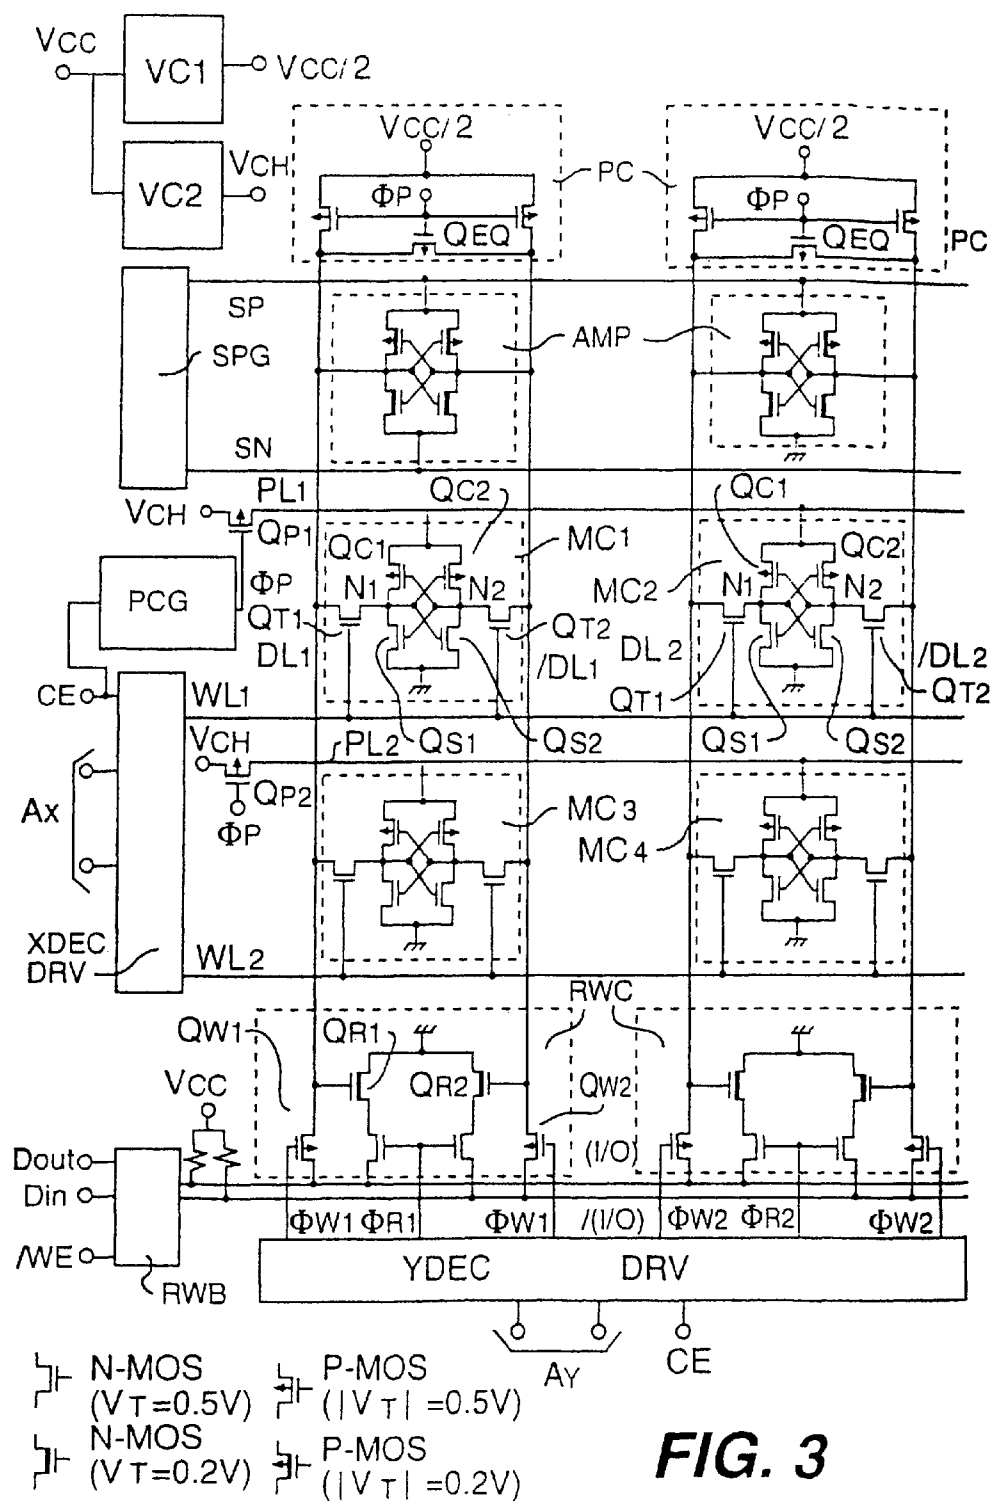 VCC
VC1
VCC/2
VC2
VCH
VCC/2
VCC/2
PC
ΦP
ΦP
QEQ
QEQ
PC
SP
SPG
AMP
SN
PL1
QC2
QC1
VCH
QP1
QC1
MC1
QC2
PCG
ΦP
N1
N2
MC2
N1
N2
QT1
QT2
DL1
/DL1
DL2
/DL2
CE
WL1
QT1
QT2
VCH
PL2
QS1
QS2
QS1
QS2
Ax
QP2
ΦP
MC3
MC4
XDEC
DRV
WL2
RWC
QW1
QR1
VCC
QR2
QW2
Dout
Din
(I/O)
/WE
ΦW1
ΦR1
ΦW1
/(I/O)
ΦW2
ΦR2
ΦW2
RWB
YDEC
DRV
AY
CE
N-MOS
(VT=0.5V)
P-MOS
(|VT|=0.5V)
N-MOS
(VT=0.2V)
P-MOS
(|VT|=0.2V)
FIG. 3